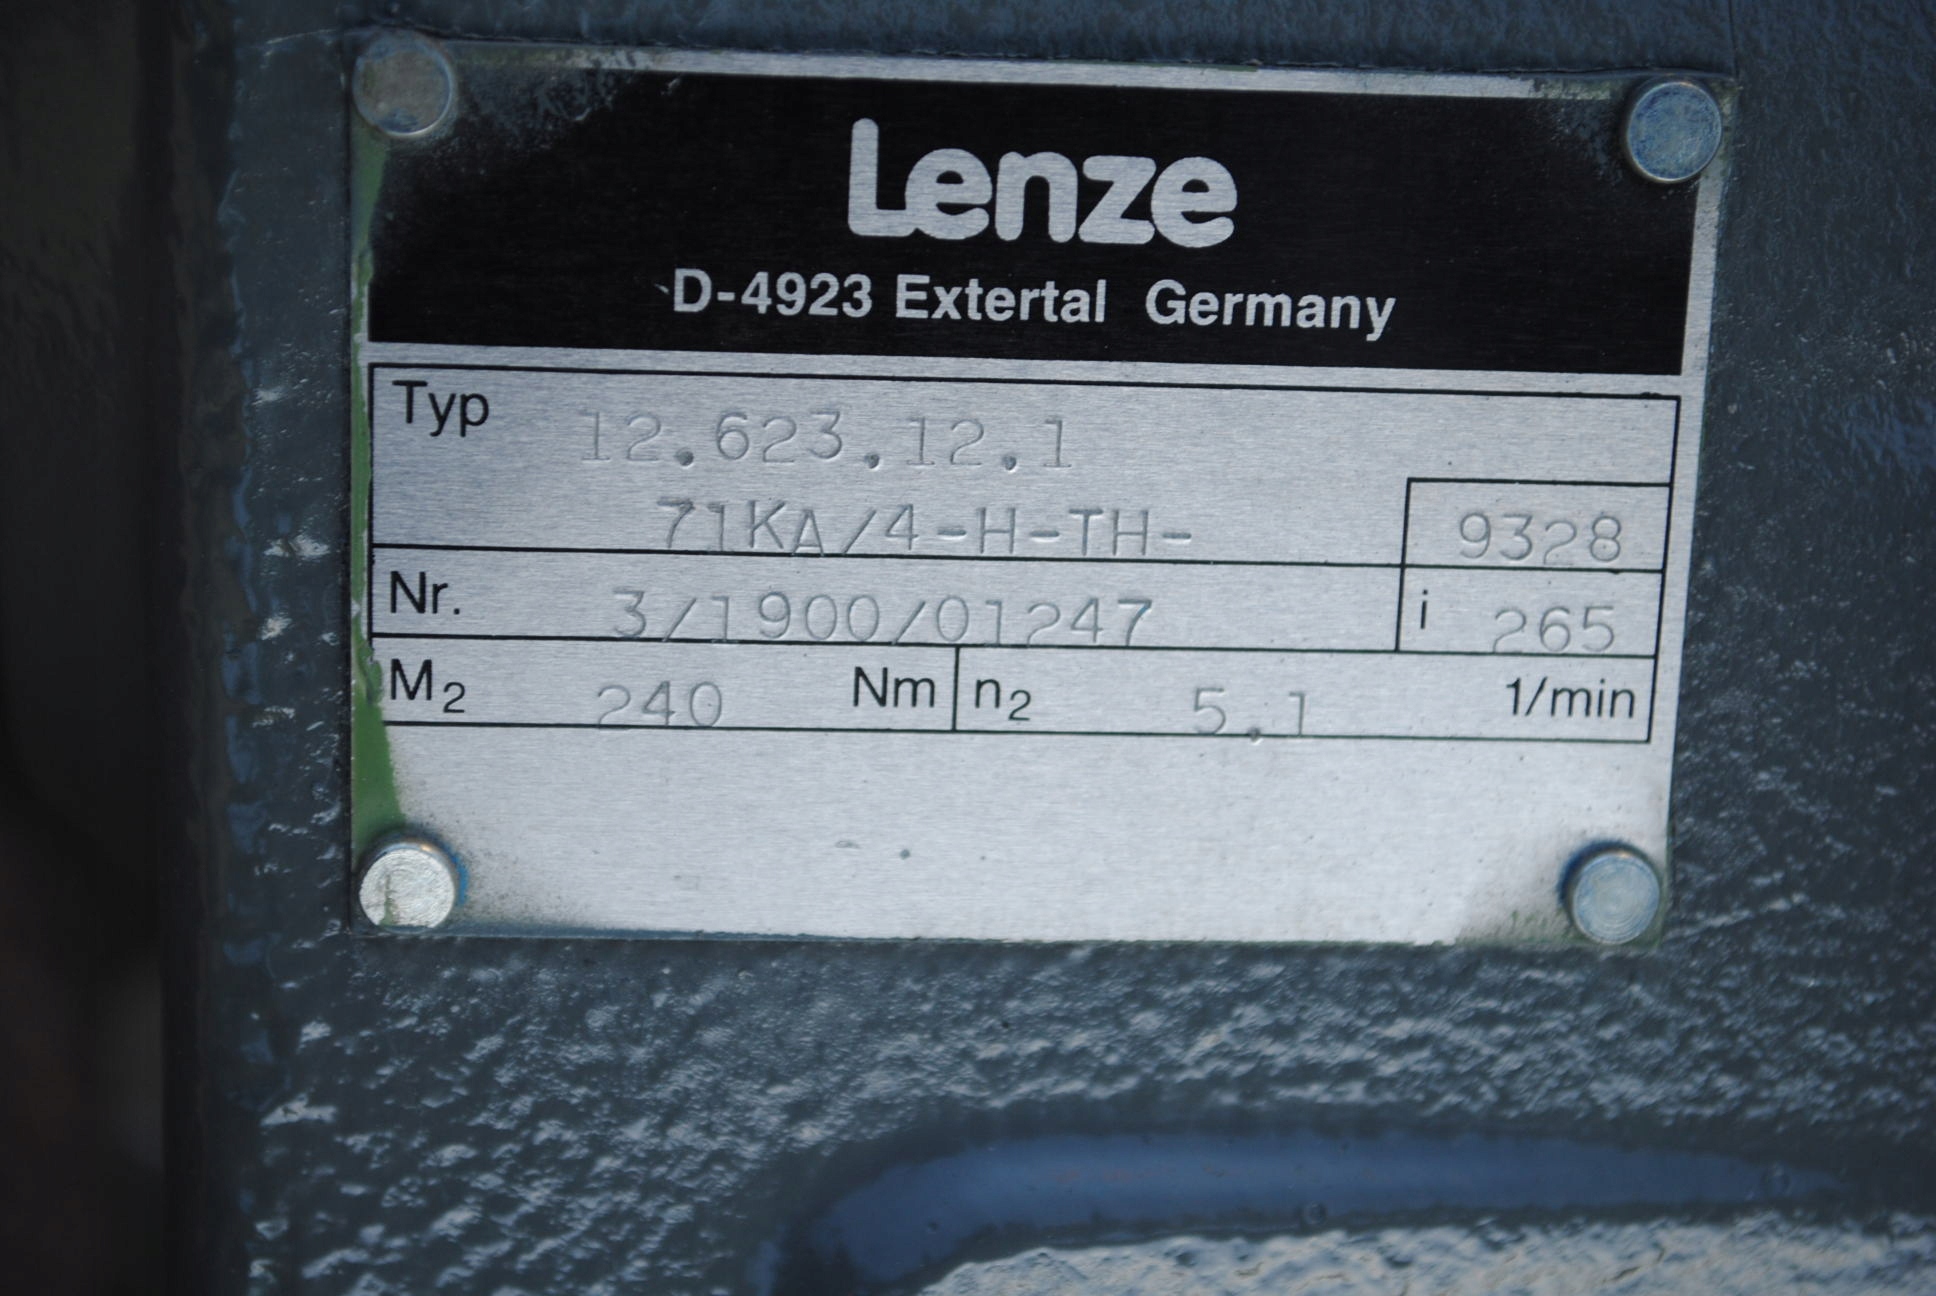 Lenze
D-4923 Extertal Germany
Typ 12.623.12.1
71KA/4-H-TH- 9328
Nr. 3/1900/01247 i 265
M2 240 Nm n2 5.1 1/min